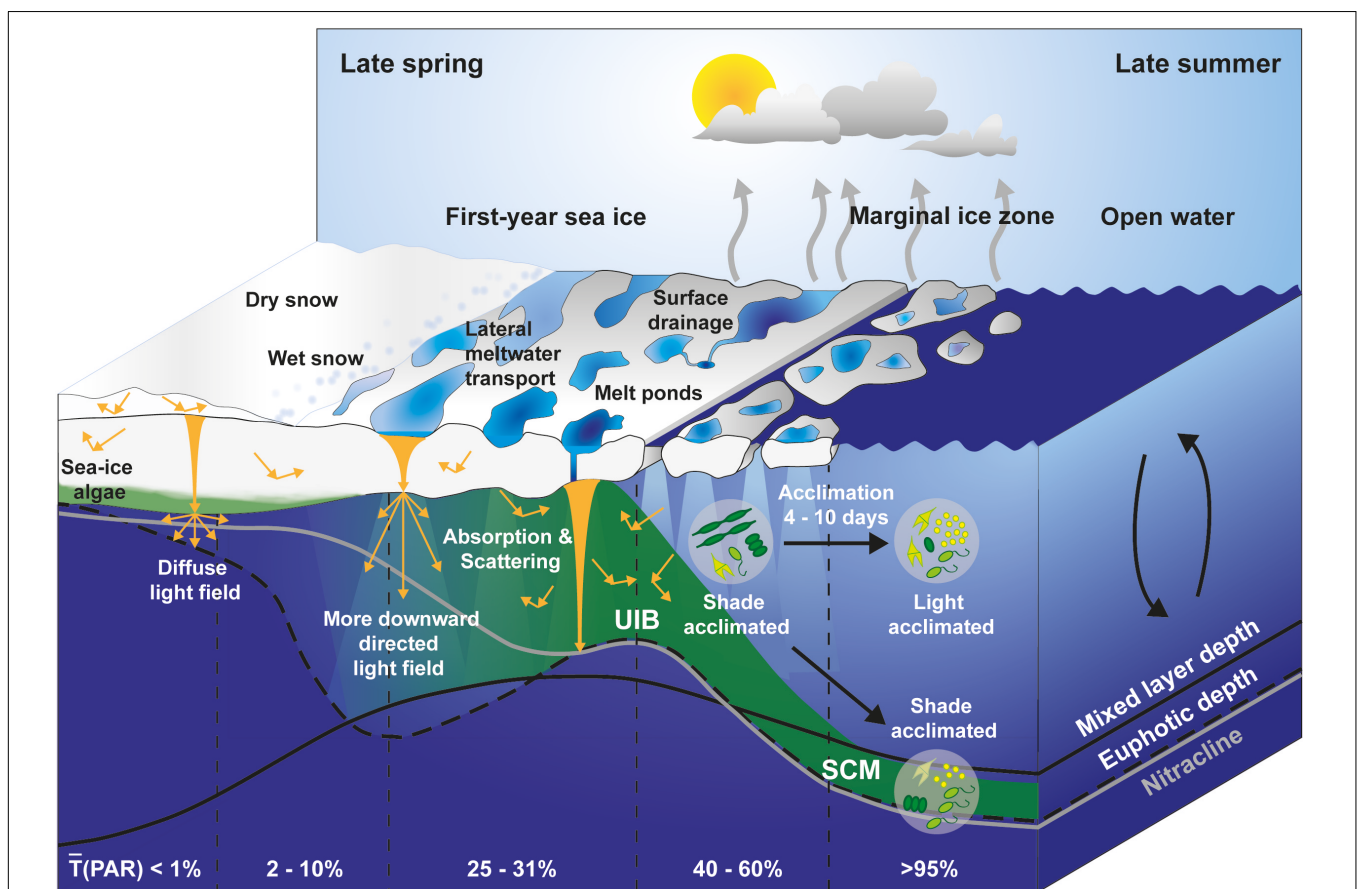 Late spring
Late summer
First-year sea ice
Marginal ice zone
Open water
Dry snow
Wet snow
Lateral
meltwater
transport
Surface
drainage
Melt ponds
Sea-ice
algae
Diffuse
light field
More downward
directed
light field
Absorption &
Scattering
UIB
Shade
acclimated
Acclimation
4 - 10 days
Light
acclimated
Shade
acclimated
SCM
Mixed layer depth
Euphotic depth
Nitracline
T̅(PAR) < 1%
2 - 10%
25 - 31%
40 - 60%
>95%